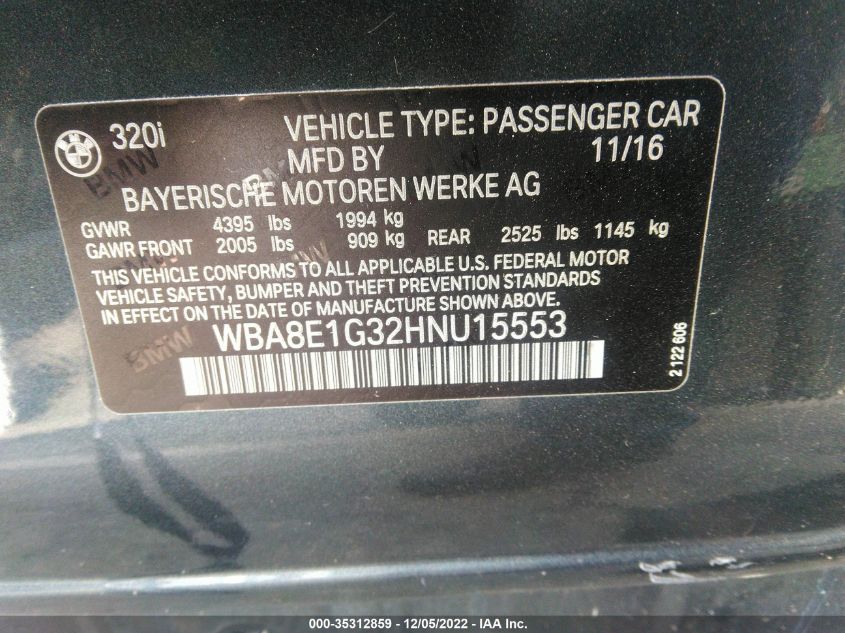 320i VEHICLE TYPE: PASSENGER CAR
MFD BY 11/16
BAYERISCHE MOTOREN WERKE AG
GVWR 4395 lbs 1994 kg
GAWR FRONT 2005 lbs 909 kg REAR 2525 lbs 1145 kg
THIS VEHICLE CONFORMS TO ALL APPLICABLE U.S. FEDERAL MOTOR
VEHICLE SAFETY, BUMPER AND THEFT PREVENTION STANDARDS
IN EFFECT ON THE DATE OF MANUFACTURE SHOWN ABOVE.
WBA8E1G32HNU15553
2 122 606
BMW
BMW
BMW
000-35312859 - 12/05/2022 - IAA Inc.